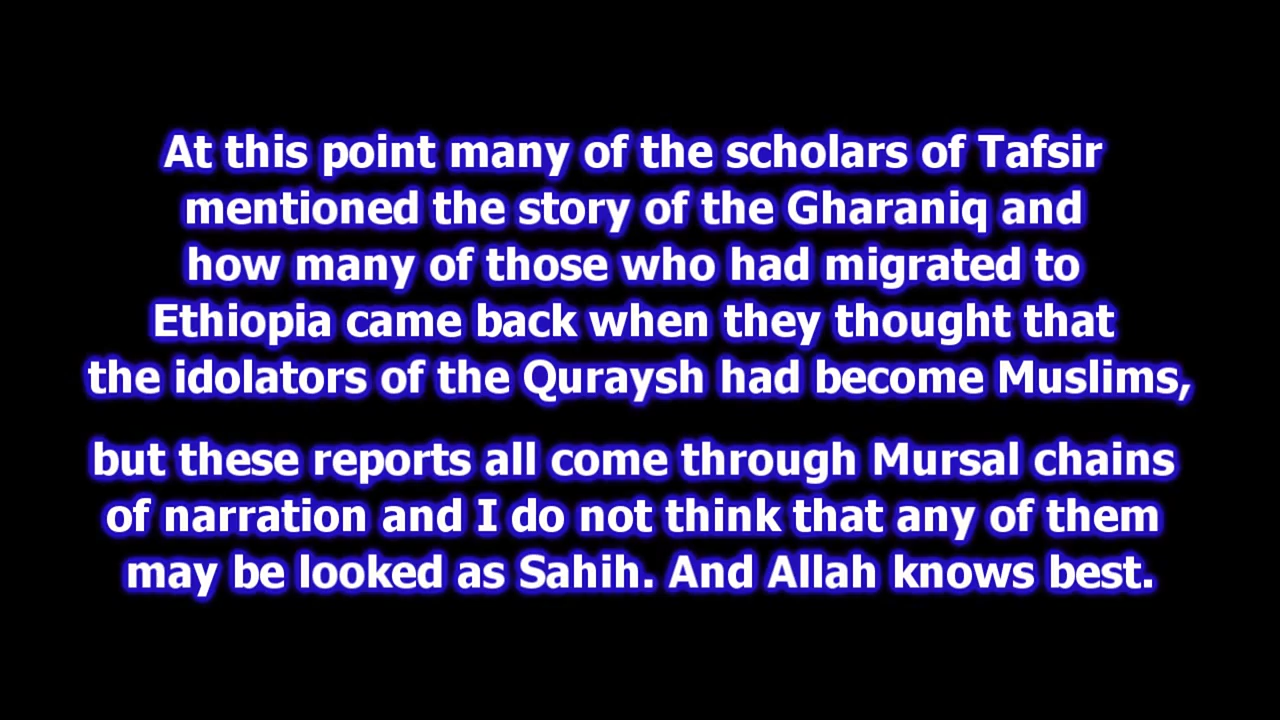 At this point many of the scholars of Tafsir
mentioned the story of the Gharaniq and
how many of those who had migrated to
Ethiopia came back when they thought that
the idolators of the Quraysh had become Muslims,
but these reports all come through Mursal chains
of narration and I do not think that any of them
may be looked as Sahih. And Allah knows best.